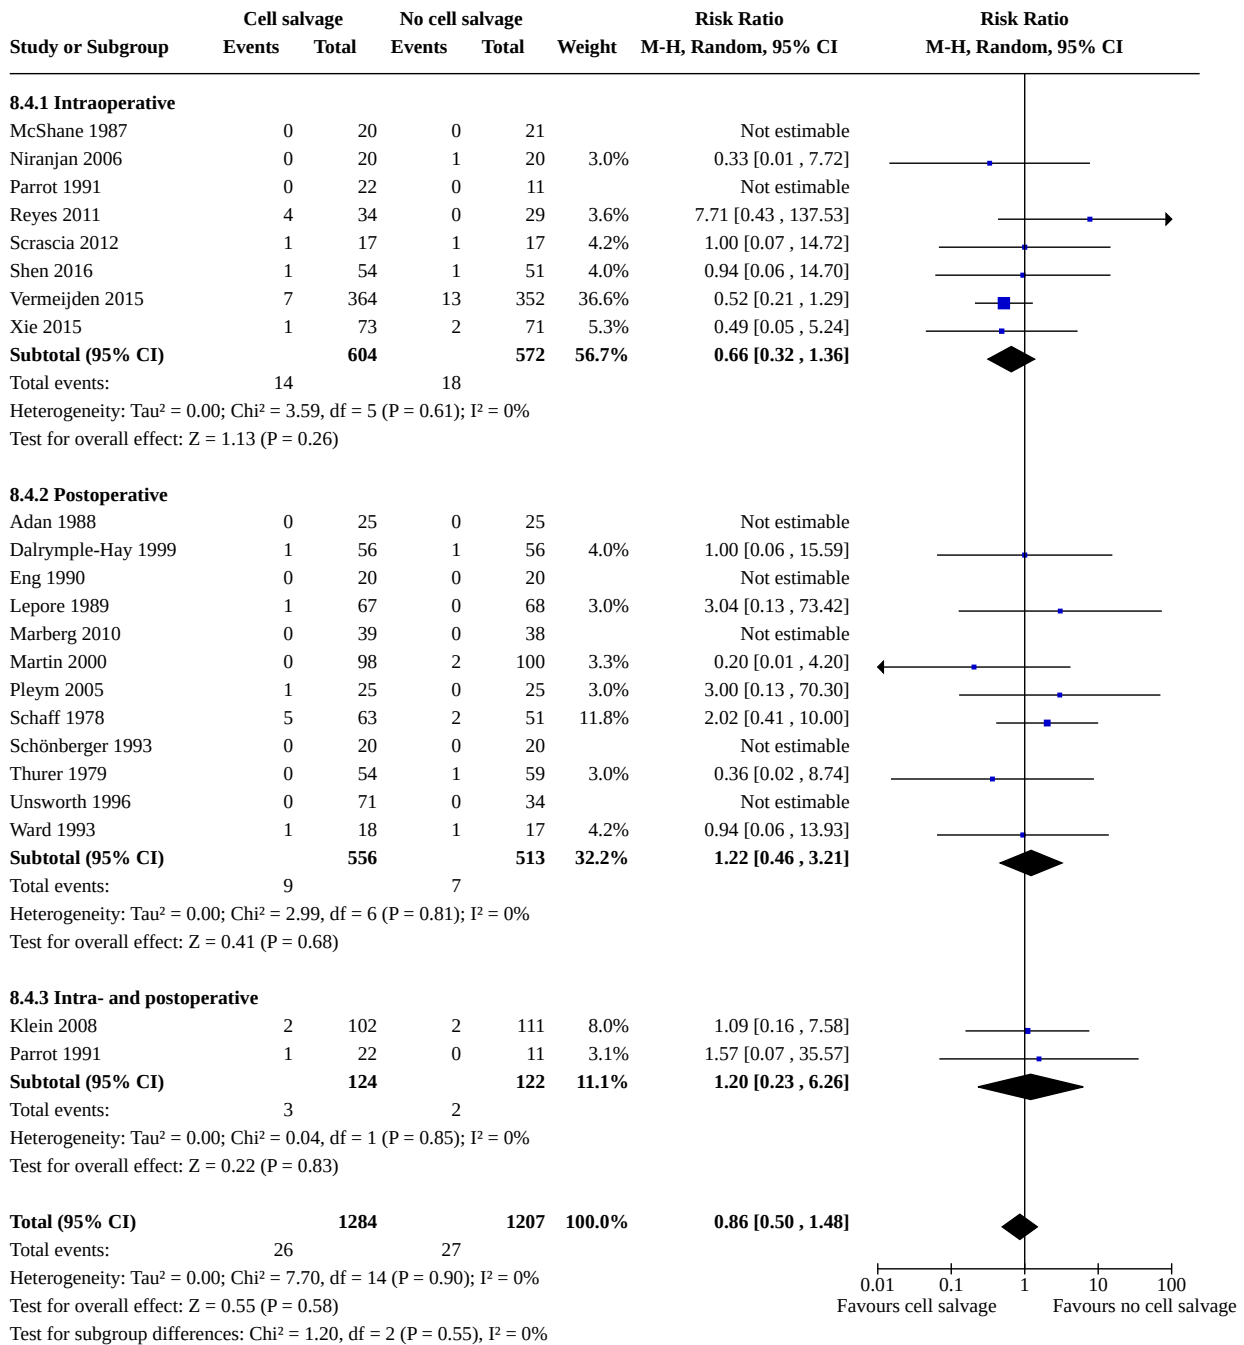 Cell salvage No cell salvage Risk Ratio Risk Ratio
Study or Subgroup Events Total Events Total Weight M-H, Random, 95% CI M-H, Random, 95% CI
8.4.1 Intraoperative
McShane 1987 0 20 0 21 Not estimable
Niranjan 2006 0 20 1 20 3.0% 0.33 [0.01 , 7.72]
Parrot 1991 0 22 0 11 Not estimable
Reyes 2011 4 34 0 29 3.6% 7.71 [0.43 , 137.53]
Scrascia 2012 1 17 1 17 4.2% 1.00 [0.07 , 14.72]
Shen 2016 1 54 1 51 4.0% 0.94 [0.06 , 14.70]
Vermeijden 2015 7 364 13 352 36.6% 0.52 [0.21 , 1.29]
Xie 2015 1 73 2 71 5.3% 0.49 [0.05 , 5.24]
Subtotal (95% CI) 604 572 56.7% 0.66 [0.32 , 1.36]
Total events: 14 18
Heterogeneity: Tau² = 0.00; Chi² = 3.59, df = 5 (P = 0.61); I² = 0%
Test for overall effect: Z = 1.13 (P = 0.26)
8.4.2 Postoperative
Adan 1988 0 25 0 25 Not estimable
Dalrymple-Hay 1999 1 56 1 56 4.0% 1.00 [0.06 , 15.59]
Eng 1990 0 20 0 20 Not estimable
Lepore 1989 1 67 0 68 3.0% 3.04 [0.13 , 73.42]
Marberg 2010 0 39 0 38 Not estimable
Martin 2000 0 98 2 100 3.3% 0.20 [0.01 , 4.20]
Pleym 2005 1 25 0 25 3.0% 3.00 [0.13 , 70.30]
Schaff 1978 5 63 2 51 11.8% 2.02 [0.41 , 10.00]
Schönberger 1993 0 20 0 20 Not estimable
Thurer 1979 0 54 1 59 3.0% 0.36 [0.02 , 8.74]
Unsworth 1996 0 71 0 34 Not estimable
Ward 1993 1 18 1 17 4.2% 0.94 [0.06 , 13.93]
Subtotal (95% CI) 556 513 32.2% 1.22 [0.46 , 3.21]
Total events: 9 7
Heterogeneity: Tau² = 0.00; Chi² = 2.99, df = 6 (P = 0.81); I² = 0%
Test for overall effect: Z = 0.41 (P = 0.68)
8.4.3 Intra- and postoperative
Klein 2008 2 102 2 111 8.0% 1.09 [0.16 , 7.58]
Parrot 1991 1 22 0 11 3.1% 1.57 [0.07 , 35.57]
Subtotal (95% CI) 124 122 11.1% 1.20 [0.23 , 6.26]
Total events: 3 2
Heterogeneity: Tau² = 0.00; Chi² = 0.04, df = 1 (P = 0.85); I² = 0%
Test for overall effect: Z = 0.22 (P = 0.83)
Total (95% CI) 1284 1207 100.0% 0.86 [0.50 , 1.48]
Total events: 26 27
Heterogeneity: Tau² = 0.00; Chi² = 7.70, df = 14 (P = 0.90); I² = 0%
Test for overall effect: Z = 0.55 (P = 0.58)
Test for subgroup differences: Chi² = 1.20, df = 2 (P = 0.55), I² = 0%
0.01 0.1 1 10 100
Favours cell salvage Favours no cell salvage